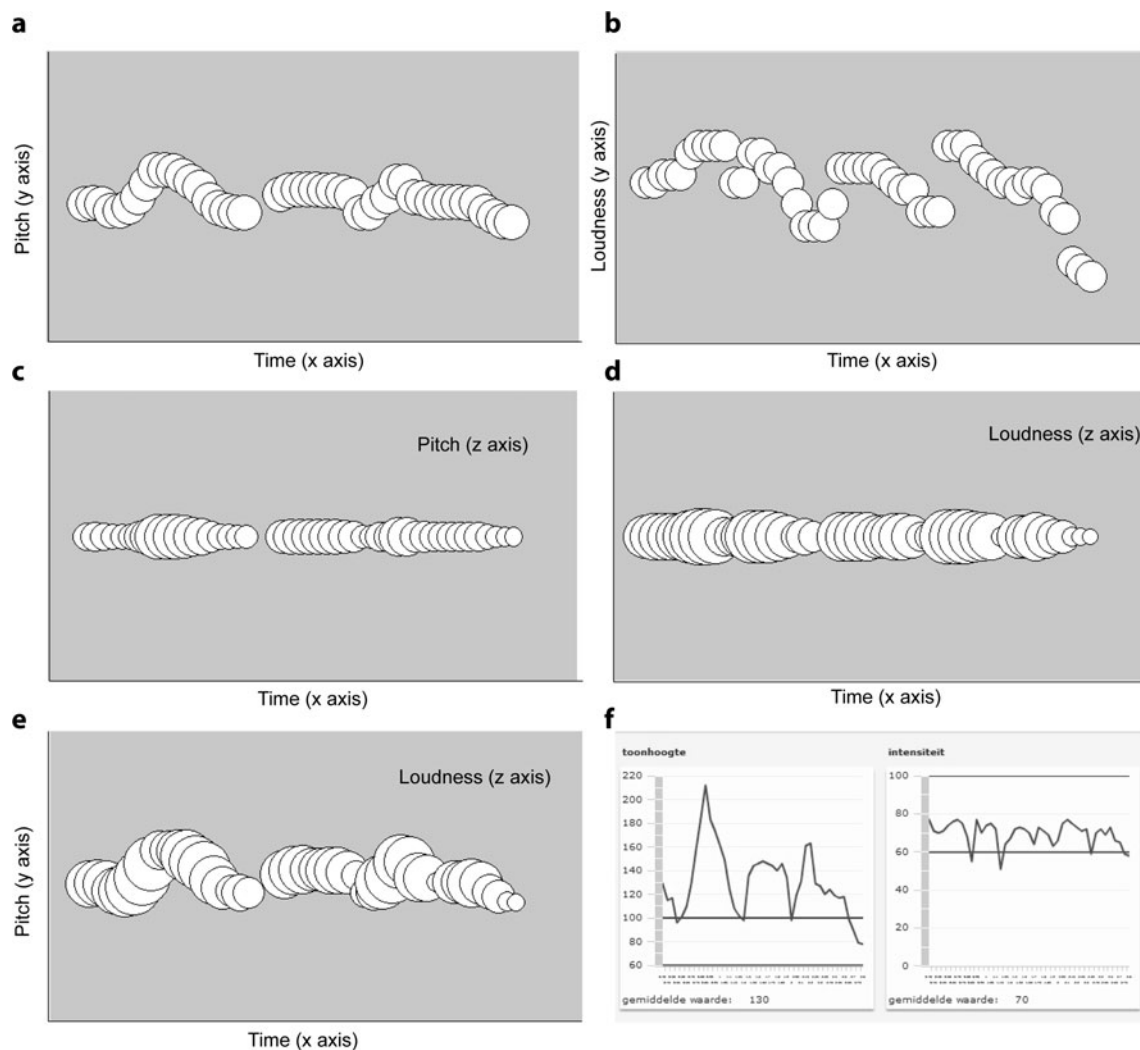 a
Pitch (y axis)
Time (x axis)
b
Loudness (y axis)
Time (x axis)
c
Pitch (z axis)
Time (x axis)
d
Loudness (z axis)
Time (x axis)
e
Pitch (y axis)
Loudness (z axis)
Time (x axis)
f
toonhoogte
220
200
180
160
140
120
100
80
60
gemiddelde waarde: 130
intensiteit
100
80
60
40
20
0
gemiddelde waarde: 70